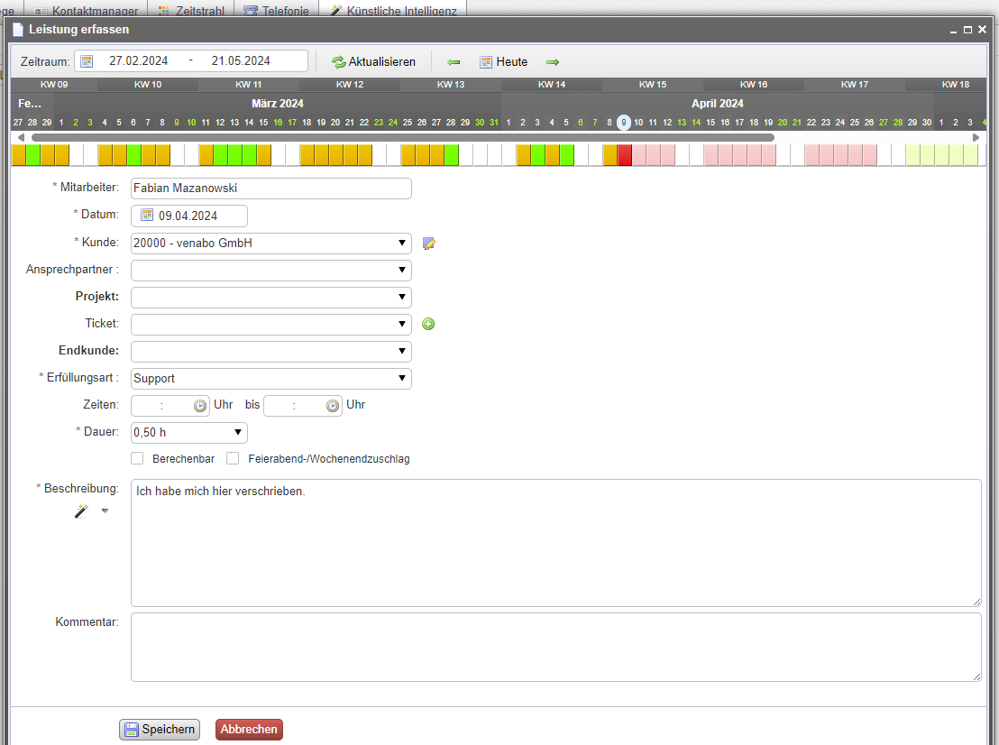 ge Kontaktmanager Zeitstrahl Telefonie Künstliche Intelligenz
Leistung erfassen
Zeitraum: 27.02.2024 - 21.05.2024 Aktualisieren Heute
KW 09 KW 10 KW 11 KW 12 KW 13 KW 14 KW 15 KW 16 KW 17 KW 18
Fe... März 2024 April 2024
27 28 29 1 2 3 4 5 6 7 8 9 10 11 12 13 14 15 16 17 18 19 20 21 22 23 24 25 26 27 28 29 30 31 1 2 3 4 5 6 7 8 9 10 11 12 13 14 15 16 17 18 19 20 21 22 23 24 25 26 27 28 29 30 1 2 3 4
* Mitarbeiter: Fabian Mazanowski
* Datum: 09.04.2024
* Kunde: 20000 - venabo GmbH
Ansprechpartner :
Projekt:
Ticket:
Endkunde:
* Erfüllungsart : Support
Zeiten: : Uhr bis : Uhr
* Dauer: 0,50 h
Berechenbar Feierabend-/Wochenendzuschlag
* Beschreibung: Ich habe mich hier verschrieben.
Kommentar:
Speichern Abbrechen